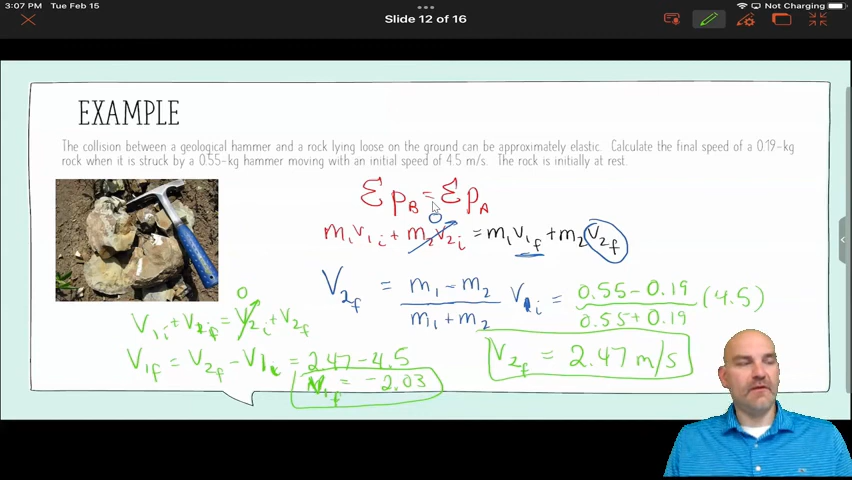 3:07 PM Tue Feb 15
Not Charging
Slide 12 of 16
EXAMPLE
The collision between a geological hammer and a rock lying loose on the ground can be approximately elastic. Calculate the final speed of a 0.19-kg
rock when it is struck by a 0.55-kg hammer moving with an initial speed of 4.5 m/s. The rock is initially at rest.
Σ p_B = Σ p_A
0
m₁v₁ᵢ + m₂v₂ᵢ = m₁v₁f + m₂v₂f
V₂f = (m₁ - m₂)/(m₁ + m₂) V₁ᵢ = (0.55 - 0.19)/(0.55 + 0.19) (4.5)
V₂f = 2.47 m/s
0
V₁ᵢ + V₁f = V₂ᵢ + V₂f
V₁f = V₂f - V₁ᵢ = 2.47 - 4.5
V₁f = -2.03